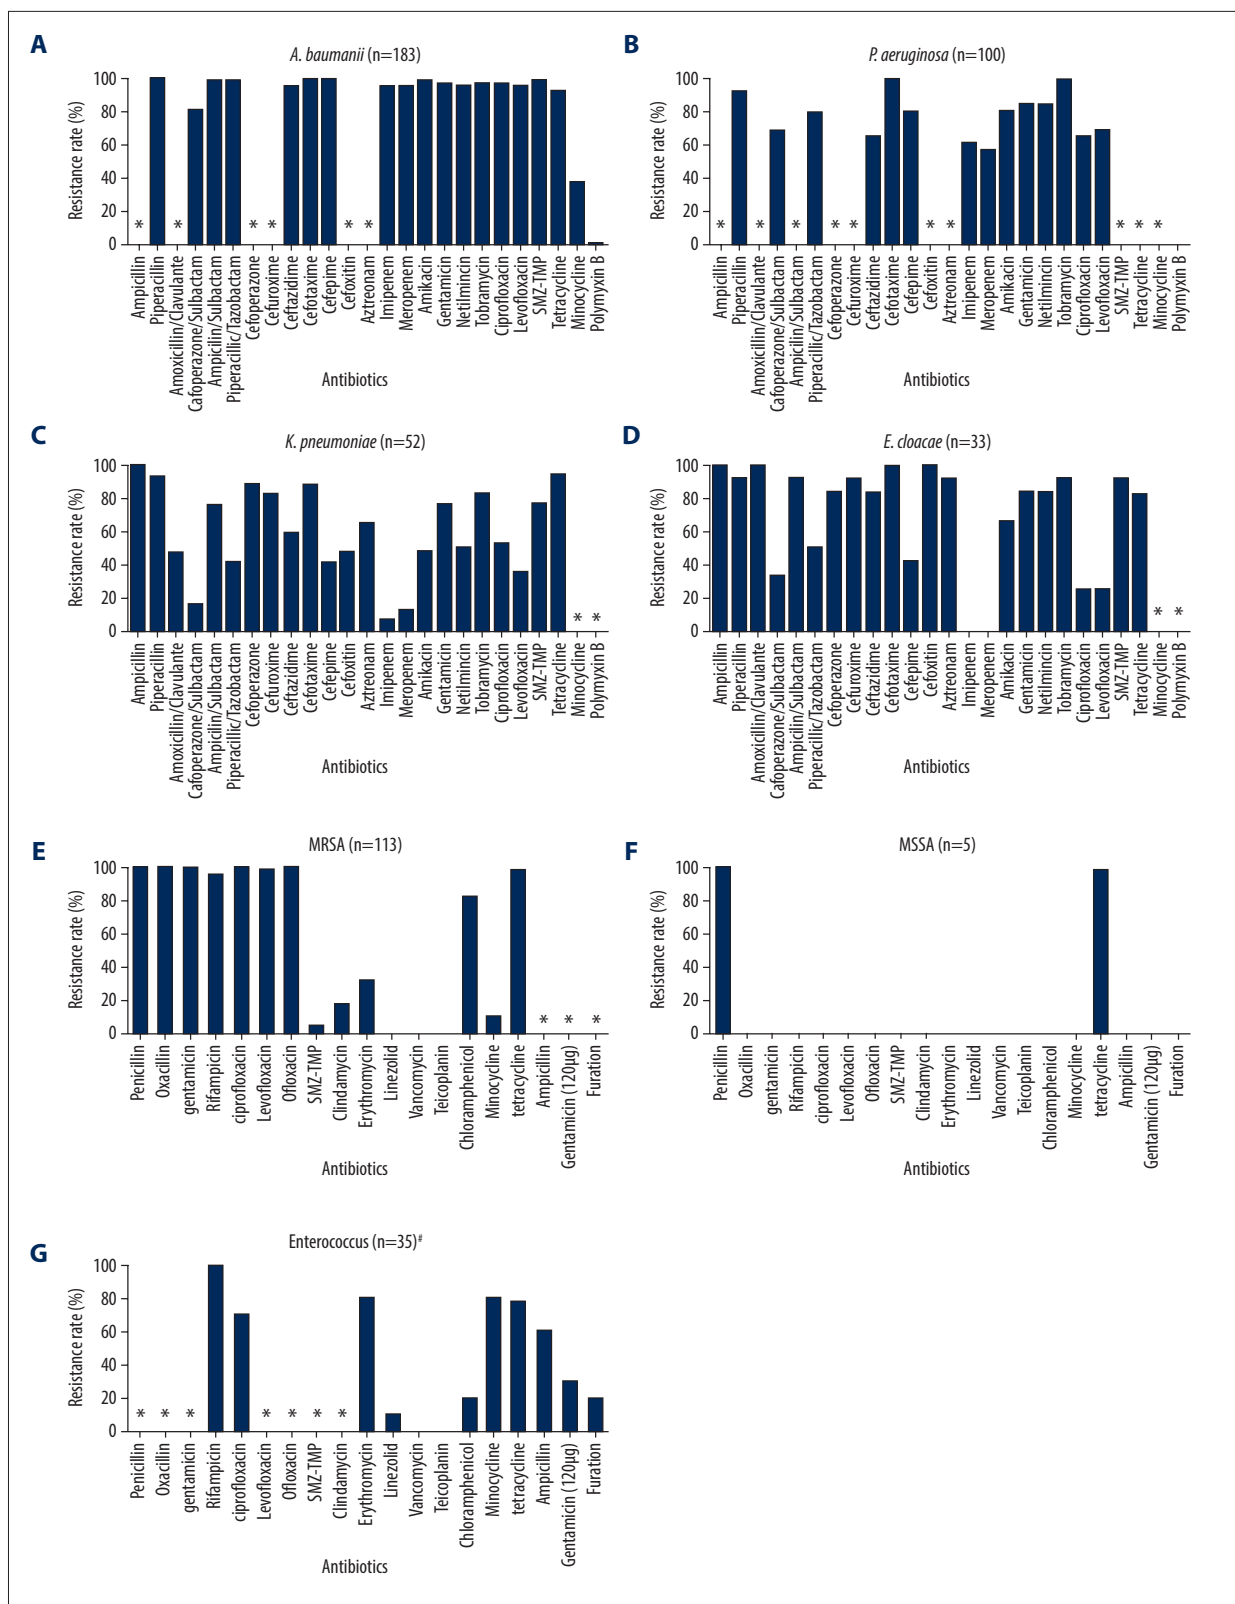 A
A. baumanii (n=183)
Resistance rate (%)
100
80
60
40
20
0
* * * * * *
Ampicillin
Piperacillin
Amoxicillin/Clavulante
Cafoperazone/Sulbactam
Ampicilin/Sulbactam
Piperacillic/Tazobactam
Cefoperazone
Cefuroxime
Ceftazidime
Cefotaxime
Cefepime
Cefoxitin
Aztreonam
Imipenem
Meropenem
Amikacin
Gentamicin
Netilmincin
Tobramycin
Ciprofloxacin
Levofloxacin
SMZ-TMP
Tetracycline
Minocycline
Polymyxin B
Antibiotics
B
P. aeruginosa (n=100)
Resistance rate (%)
100
80
60
40
20
0
* * * * * * * * * *
Ampicillin
Piperacillin
Amoxicillin/Clavulante
Cafoperazone/Sulbactam
Ampicilin/Sulbactam
Piperacillic/Tazobactam
Cefoperazone
Cefuroxime
Ceftazidime
Cefotaxime
Cefepime
Cefoxitin
Aztreonam
Imipenem
Meropenem
Amikacin
Gentamicin
Netilmincin
Tobramycin
Ciprofloxacin
Levofloxacin
SMZ-TMP
Tetracycline
Minocycline
Polymyxin B
Antibiotics
C
K. pneumoniae (n=52)
Resistance rate (%)
100
80
60
40
20
0
* *
Ampicillin
Piperacillin
Amoxicillin/Clavulante
Cafoperazone/Sulbactam
Ampicilin/Sulbactam
Piperacillic/Tazobactam
Cefoperazone
Cefuroxime
Ceftazidime
Cefotaxime
Cefepime
Cefoxitin
Aztreonam
Imipenem
Meropenem
Amikacin
Gentamicin
Netilmincin
Tobramycin
Ciprofloxacin
Levofloxacin
SMZ-TMP
Tetracycline
Minocycline
Polymyxin B
Antibiotics
D
E. cloacae (n=33)
Resistance rate (%)
100
80
60
40
20
0
* *
Ampicillin
Piperacillin
Amoxicillin/Clavulante
Cafoperazone/Sulbactam
Ampicilin/Sulbactam
Piperacillic/Tazobactam
Cefoperazone
Cefuroxime
Ceftazidime
Cefotaxime
Cefepime
Cefoxitin
Aztreonam
Imipenem
Meropenem
Amikacin
Gentamicin
Netilmincin
Tobramycin
Ciprofloxacin
Levofloxacin
SMZ-TMP
Tetracycline
Minocycline
Polymyxin B
Antibiotics
E
MRSA (n=113)
Resistance rate (%)
100
80
60
40
20
0
* * *
Penicillin
Oxacillin
gentamicin
Rifampicin
ciprofloxacin
Levofloxacin
Ofloxacin
SMZ-TMP
Clindamycin
Erythromycin
Linezolid
Vancomycin
Teicoplanin
Chloramphenicol
Minocycline
tetracycline
Ampicillin
Gentamicin (120μg)
Furation
Antibiotics
F
MSSA (n=5)
Resistance rate (%)
100
80
60
40
20
0
Penicillin
Oxacillin
gentamicin
Rifampicin
ciprofloxacin
Levofloxacin
Ofloxacin
SMZ-TMP
Clindamycin
Erythromycin
Linezolid
Vancomycin
Teicoplanin
Chloramphenicol
Minocycline
tetracycline
Ampicillin
Gentamicin (120μg)
Furation
Antibiotics
G
Enterococcus (n=35)#
Resistance rate (%)
100
80
60
40
20
0
* * * * * * *
Penicillin
Oxacillin
gentamicin
Rifampicin
ciprofloxacin
Levofloxacin
Ofloxacin
SMZ-TMP
Clindamycin
Erythromycin
Linezolid
Vancomycin
Teicoplanin
Chloramphenicol
Minocycline
tetracycline
Ampicillin
Gentamicin (120μg)
Furation
Antibiotics